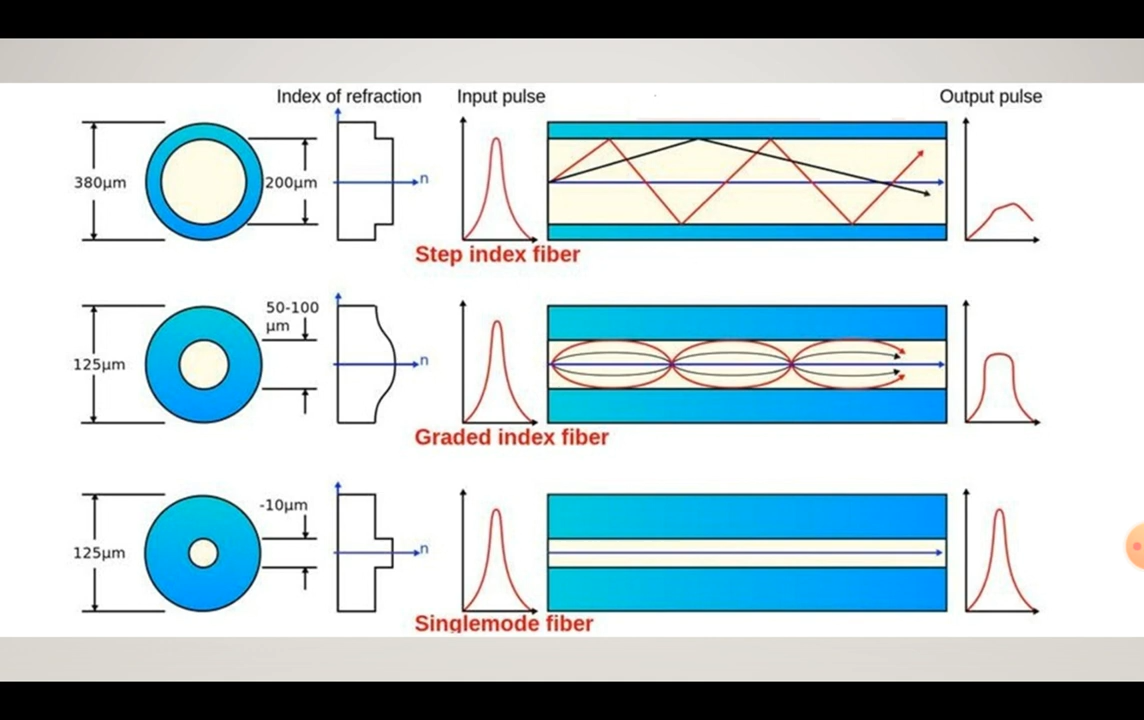 Index of refraction
Input pulse
Output pulse
380μm
200μm
n
Step index fiber
50-100
μm
125μm
n
Graded index fiber
-10μm
125μm
n
Singlemode fiber